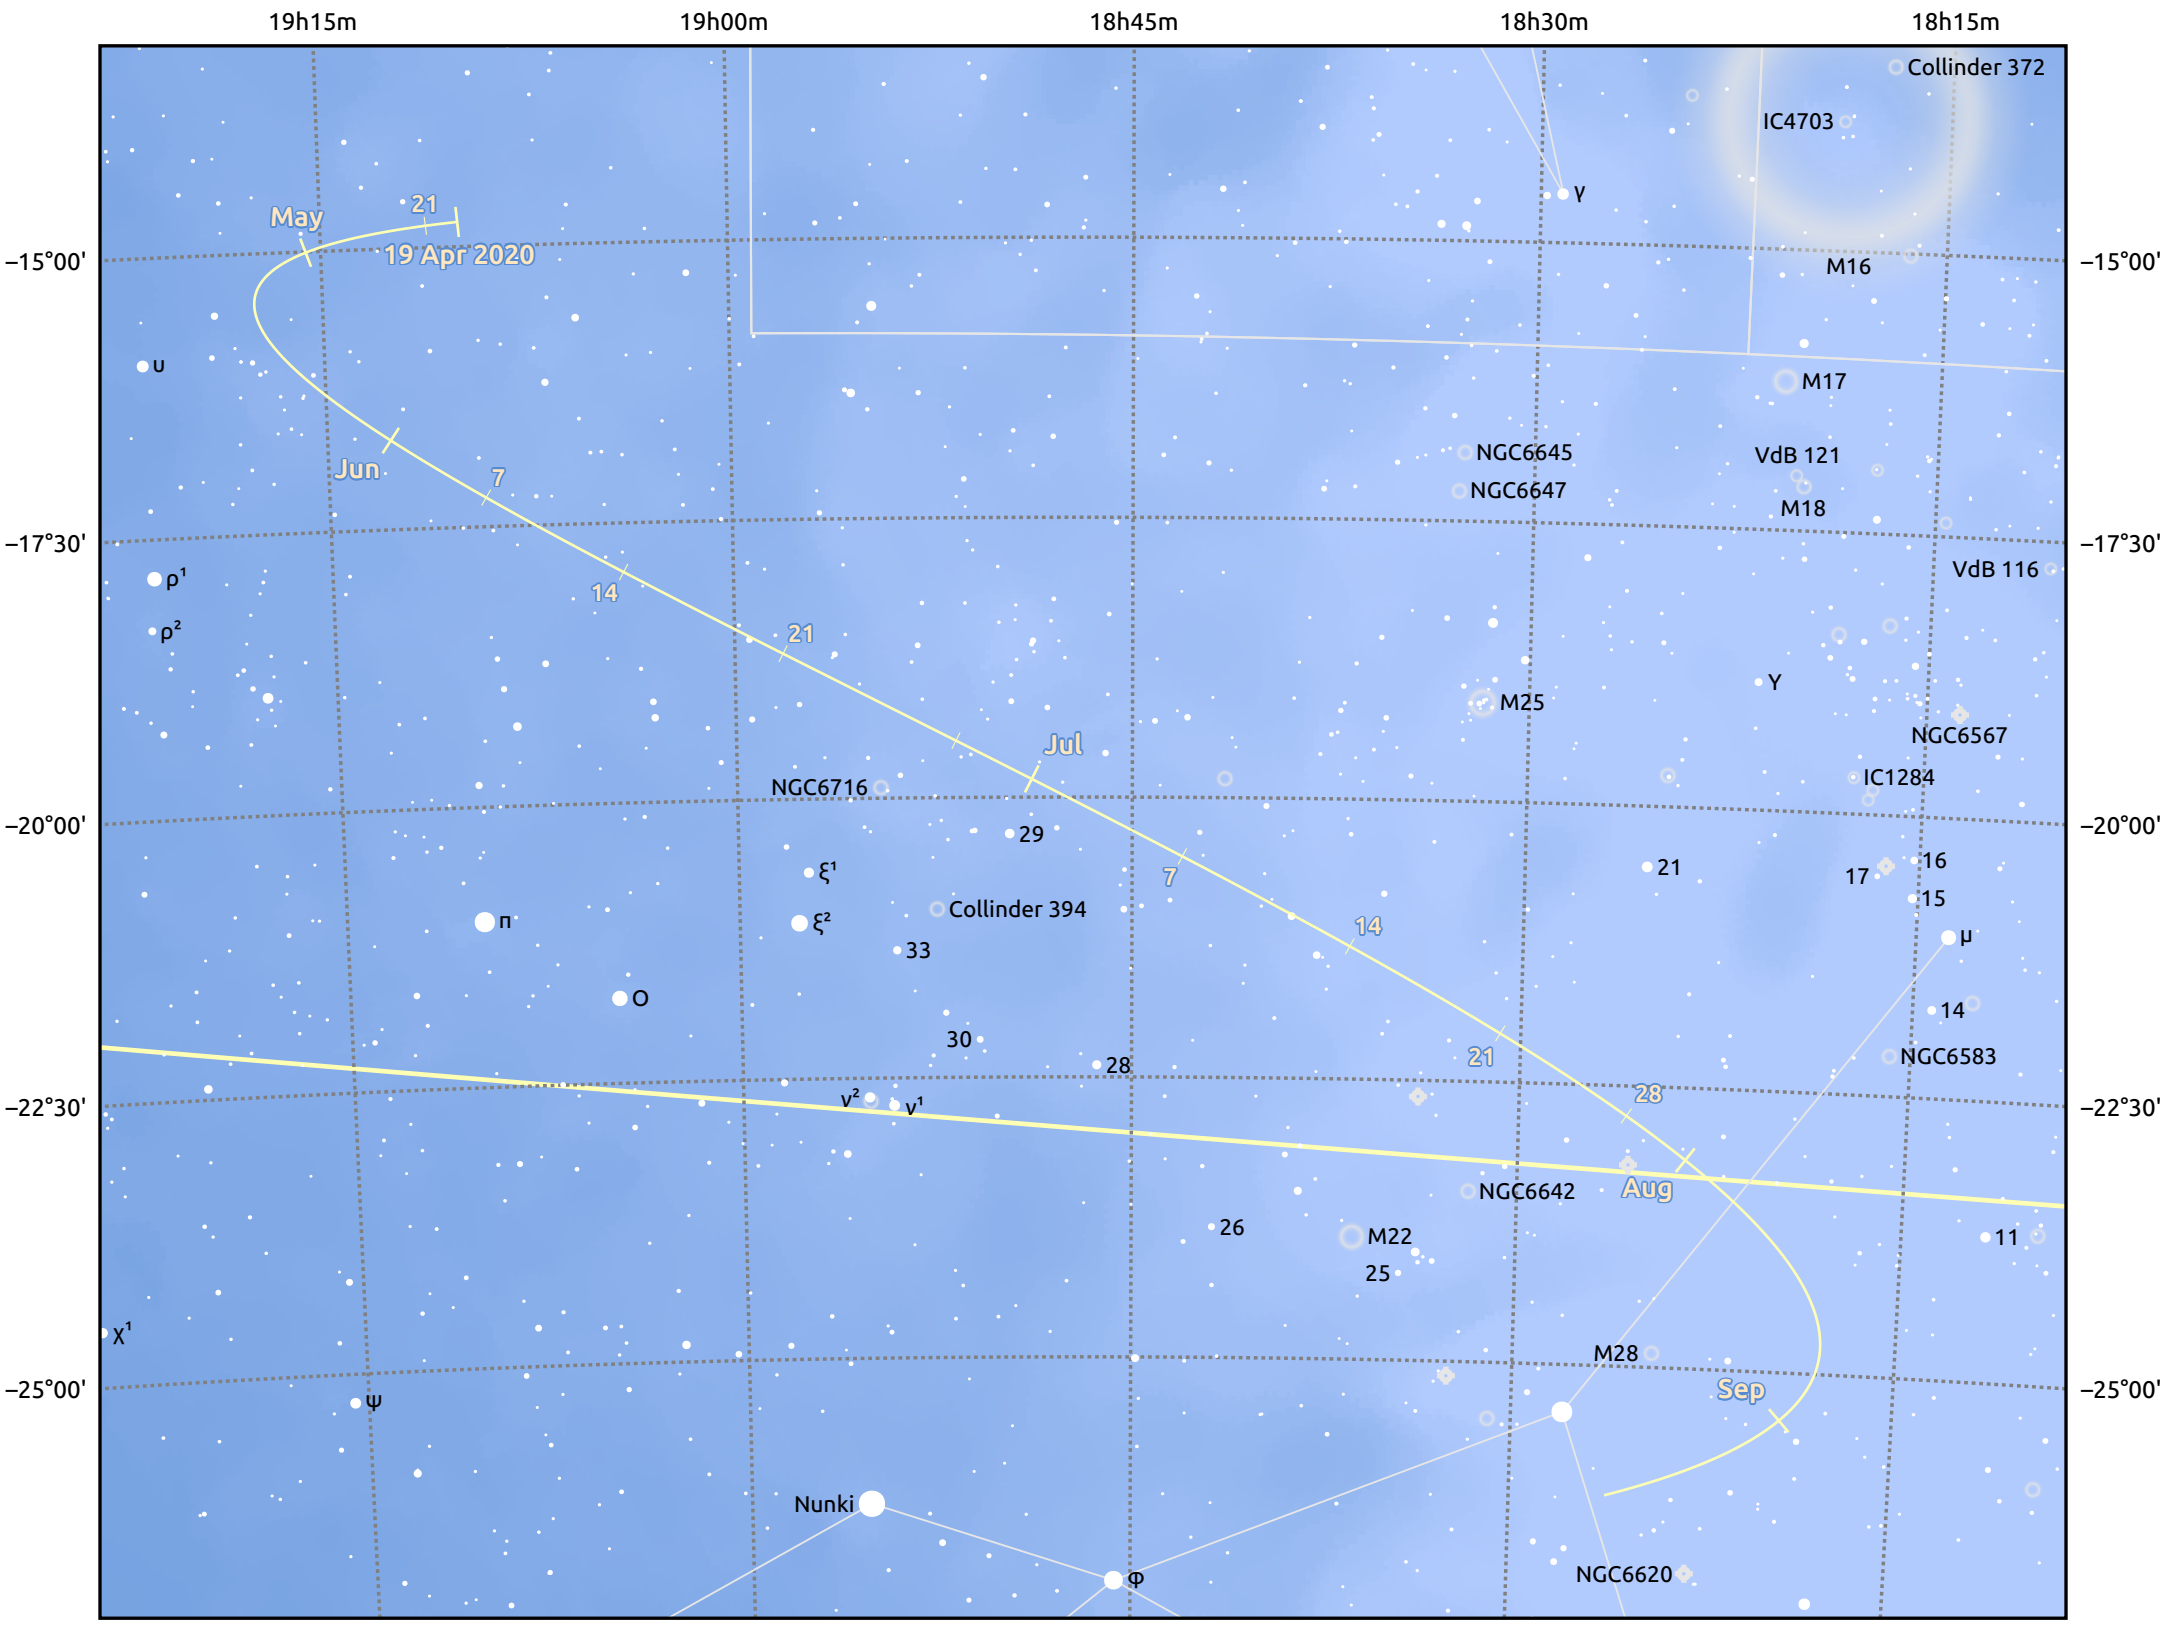 19h15m 19h00m 18h45m 18h30m 18h15m
Collinder 372
IC4703
γ
21
May
19 Apr 2020
−15°00' −15°00'
M16
υ
M17
NGC6645
VdB 121
Jun
7
NGC6647
M18
−17°30' −17°30'
VdB 116
ρ¹
14
ρ²
21
Υ
M25
NGC6567
Jul
IC1284
NGC6716
−20°00' −20°00'
29
16
21
ξ¹
7
17
15
Collinder 394
π
ξ²
14
μ
33
ο
14
30
21
NGC6583
28
28
ν²
ν¹
−22°30' −22°30'
Aug
NGC6642
26
M22
11
25
χ¹
M28
−25°00' −25°00'
Sep
ψ
Nunki
NGC6620
φ